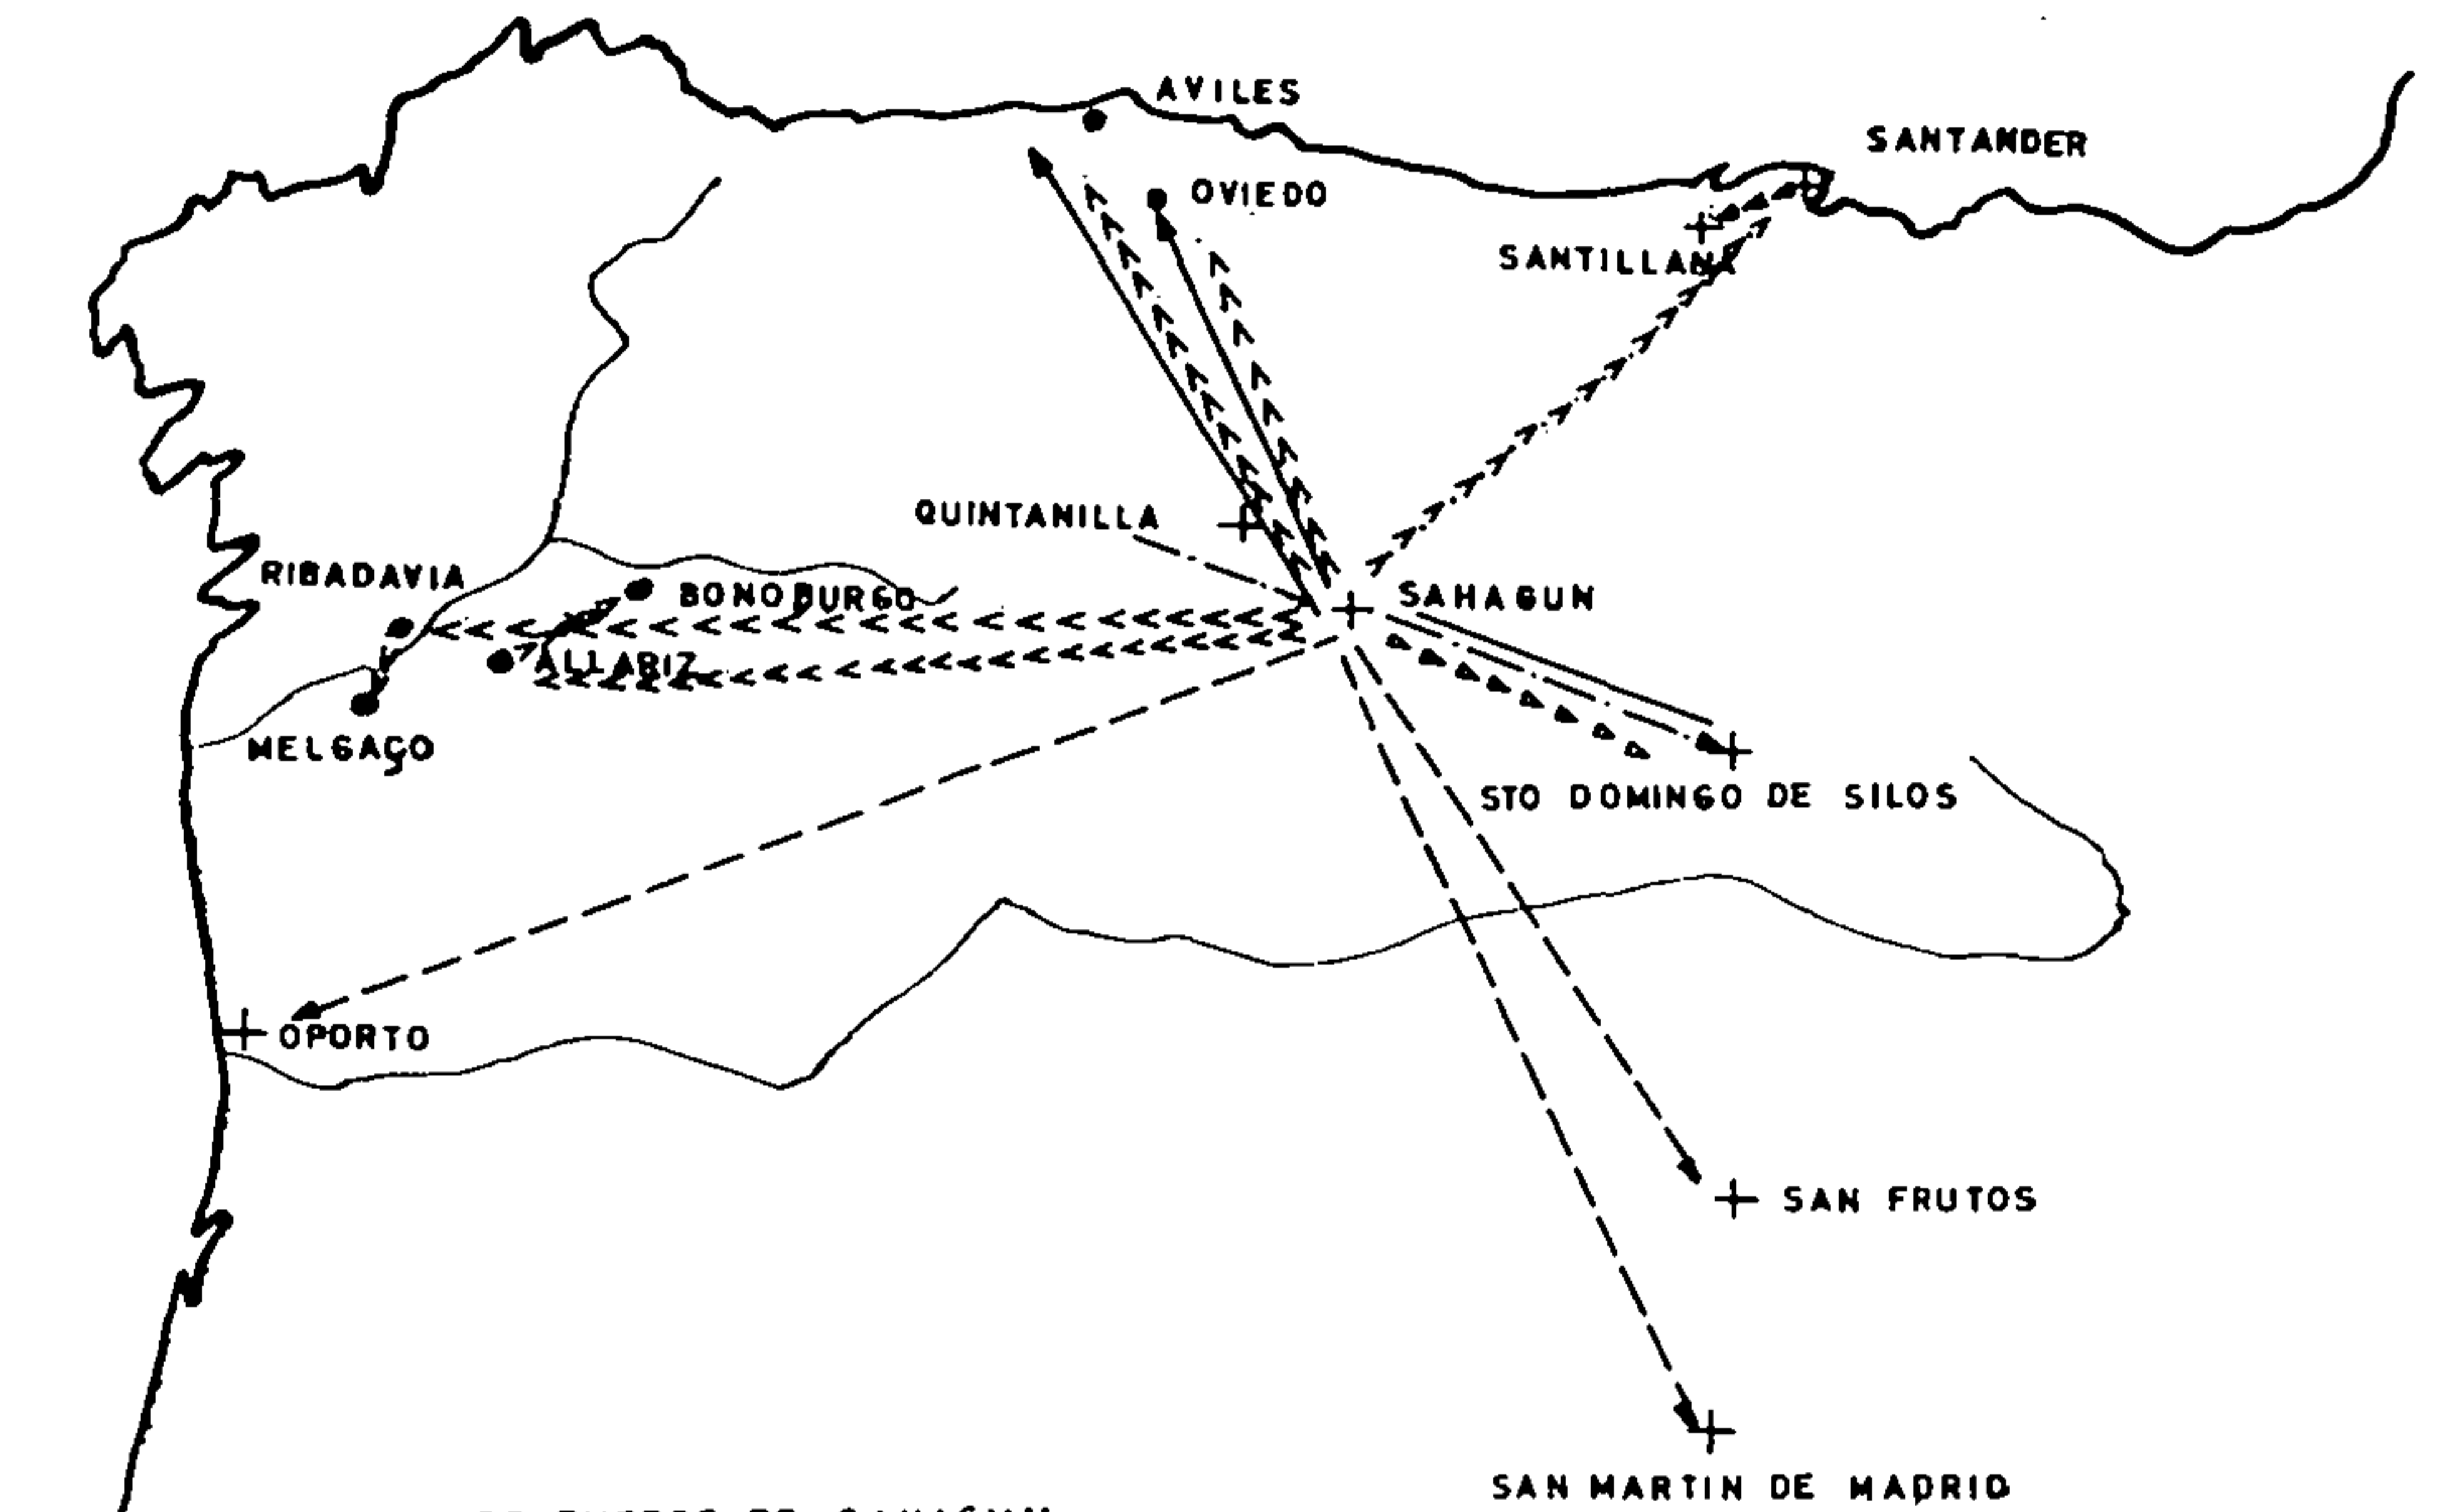 AVILES
SANTANDER
OVIEDO
SANTILLANA
QUINTANILLA
RIBADAVIA
BONOBURGO
SAHAGUN
ALLARIZ
MELGAÇO
STO DOMINGO DE SILOS
OPORTO
SAN FRUTOS
SAN MARTIN DE MADRID